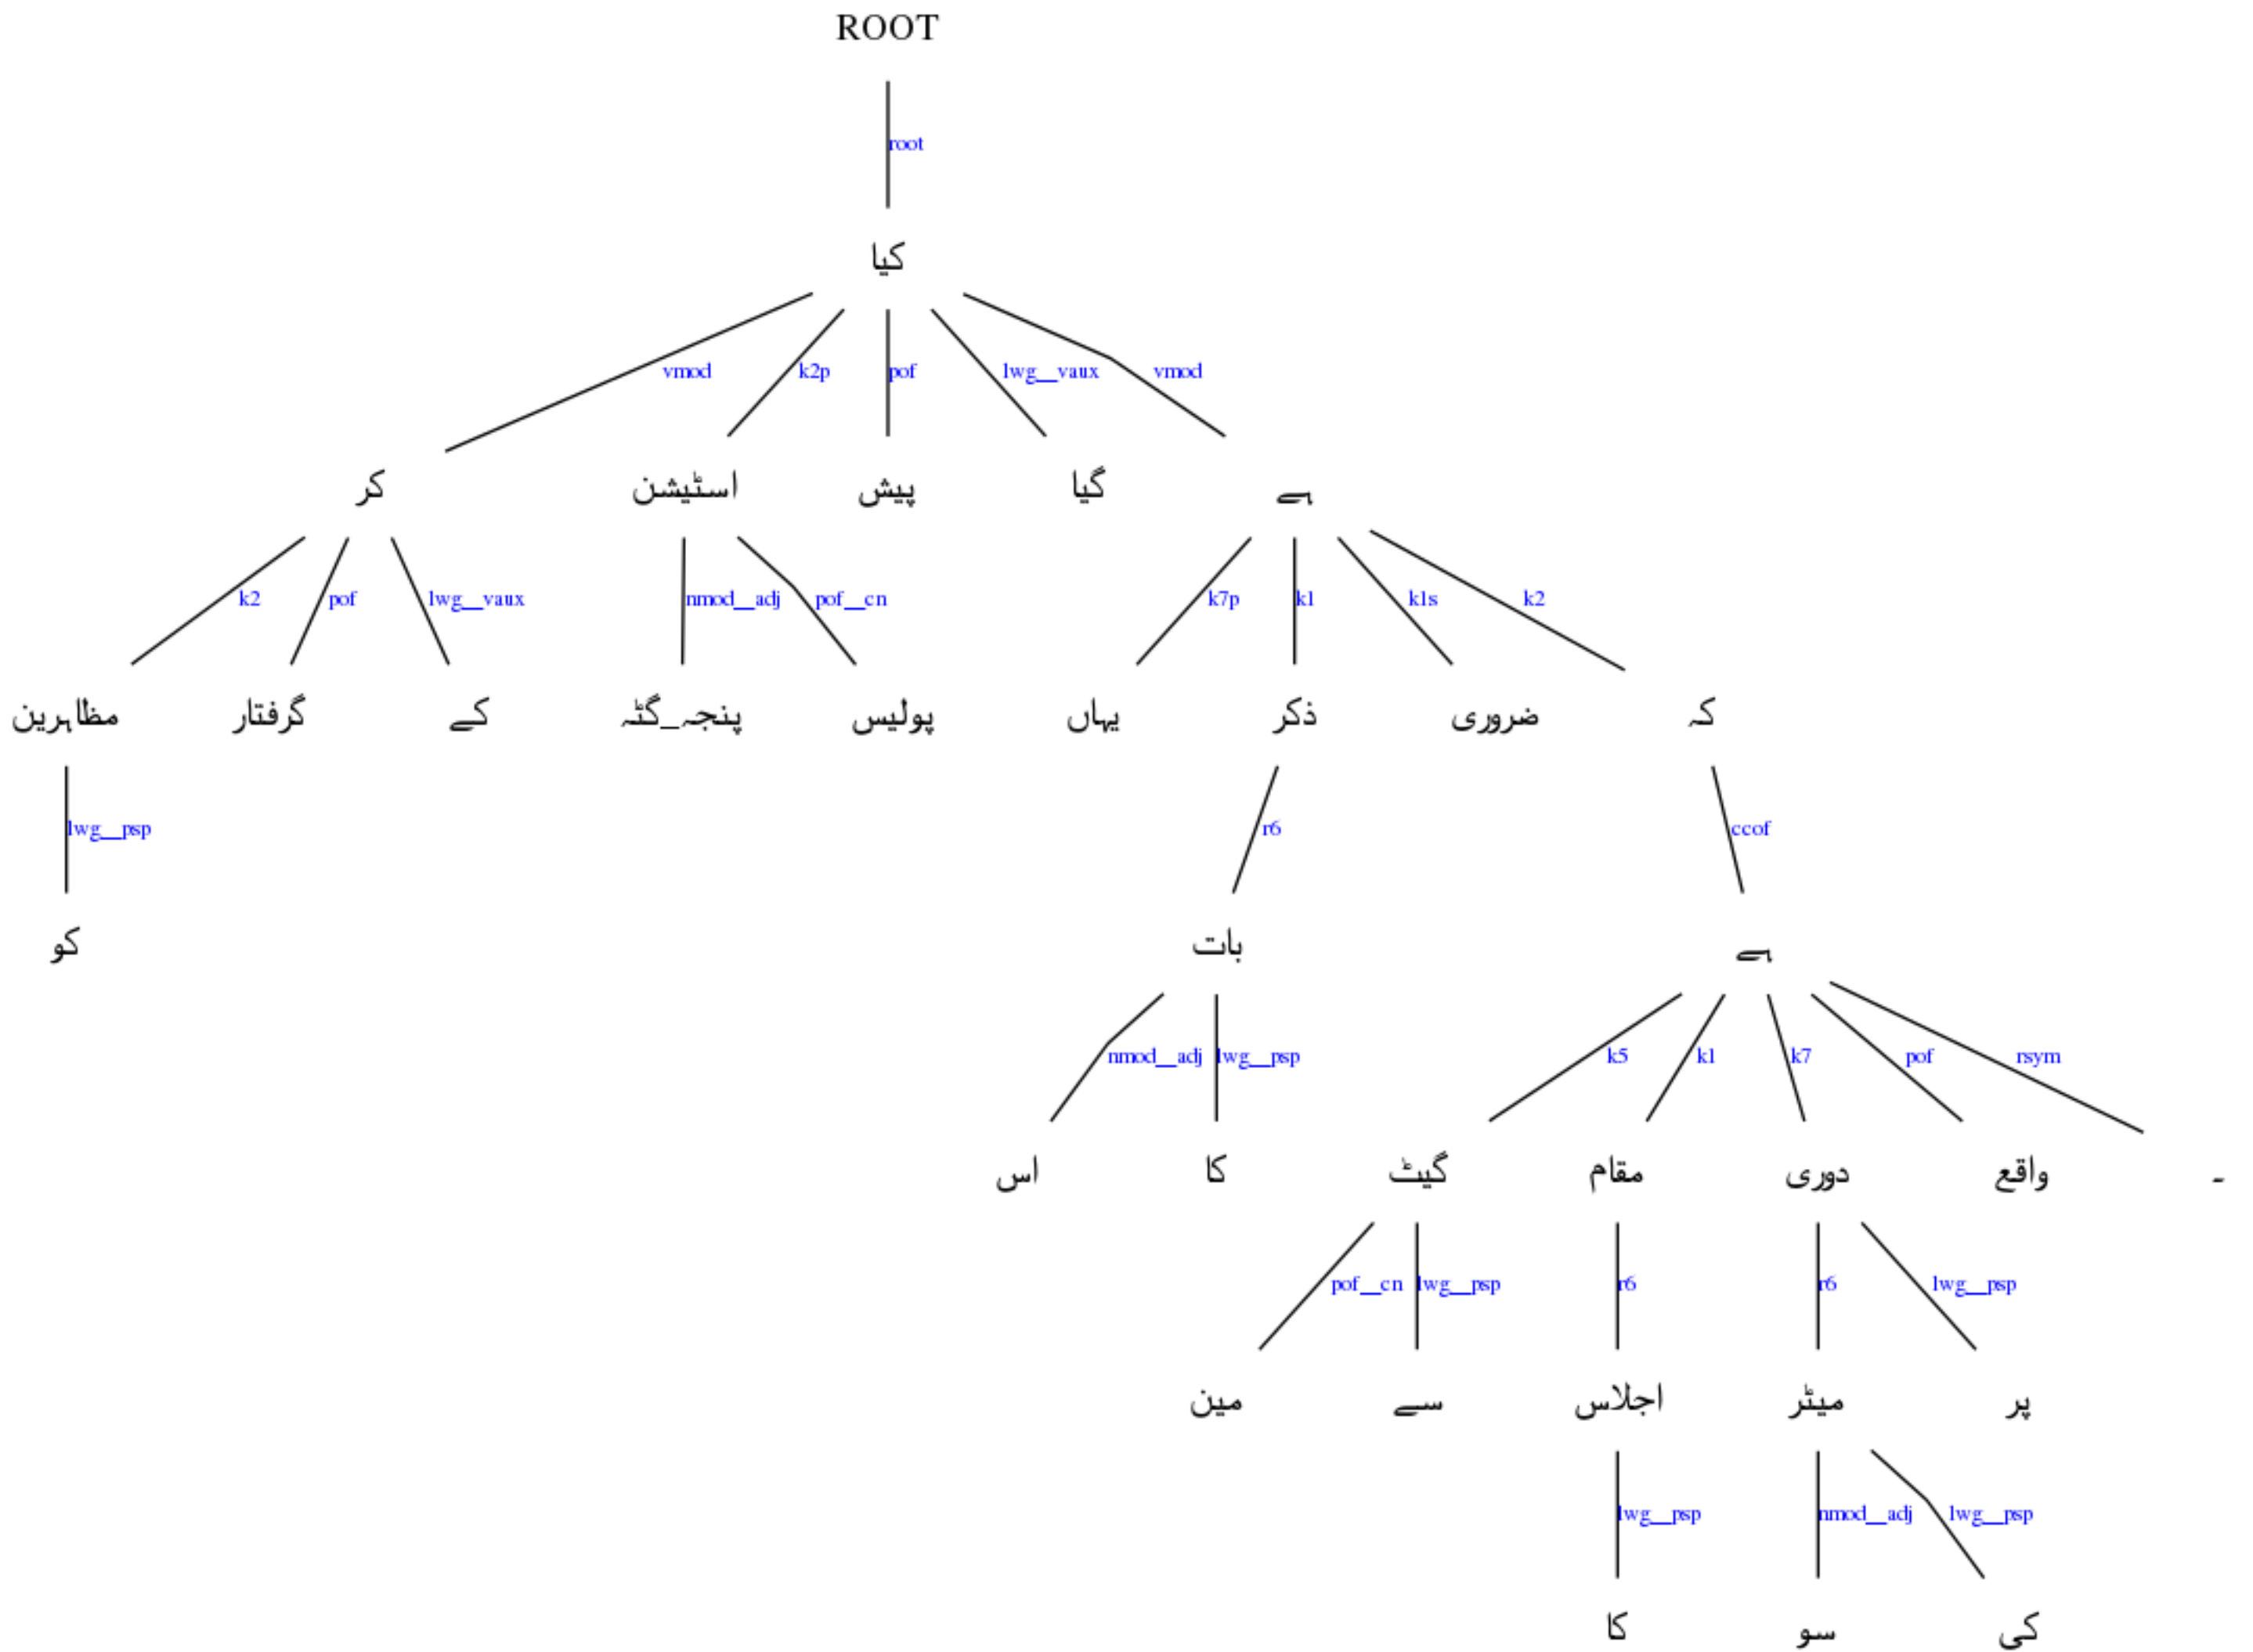 ROOT
root
کیا
vmod k2p pof lwg__vaux vmod
کر اسٹیشن پیش گیا ہے
k2 pof lwg__vaux nmod__adj pof__cn k7p k1 k1s k2
مظاہرین گرفتار کے پنجہ_گٹہ پولیس یہاں ذکر ضروری کہ
lwg__psp r6 ccof
کو بات ہے
nmod__adj lwg__psp k5 k1 k7 pof rsym
اس کا گیٹ مقام دوری واقع ۔
pof__cn lwg__psp r6 r6 lwg__psp
مین سے اجلاس میٹر پر
lwg__psp nmod__adj lwg__psp
کا سو کی